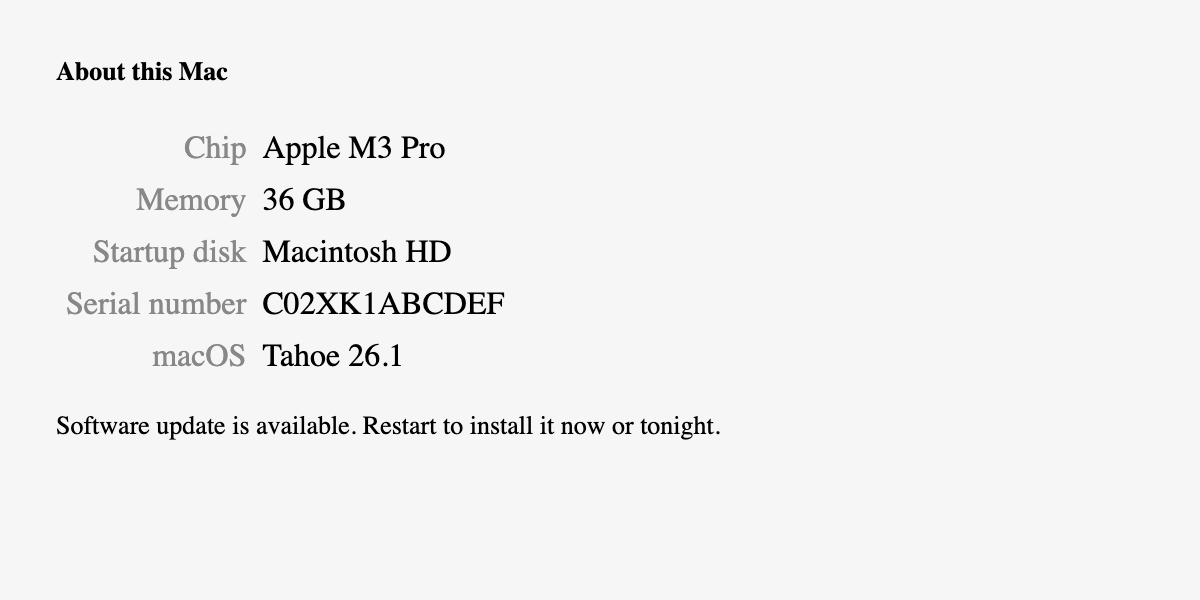 About this Mac
Chip Apple M3 Pro
Memory 36 GB
Startup disk Macintosh HD
Serial number C02XK1ABCDEF
macOS Tahoe 26.1
Software update is available. Restart to install it now or tonight.